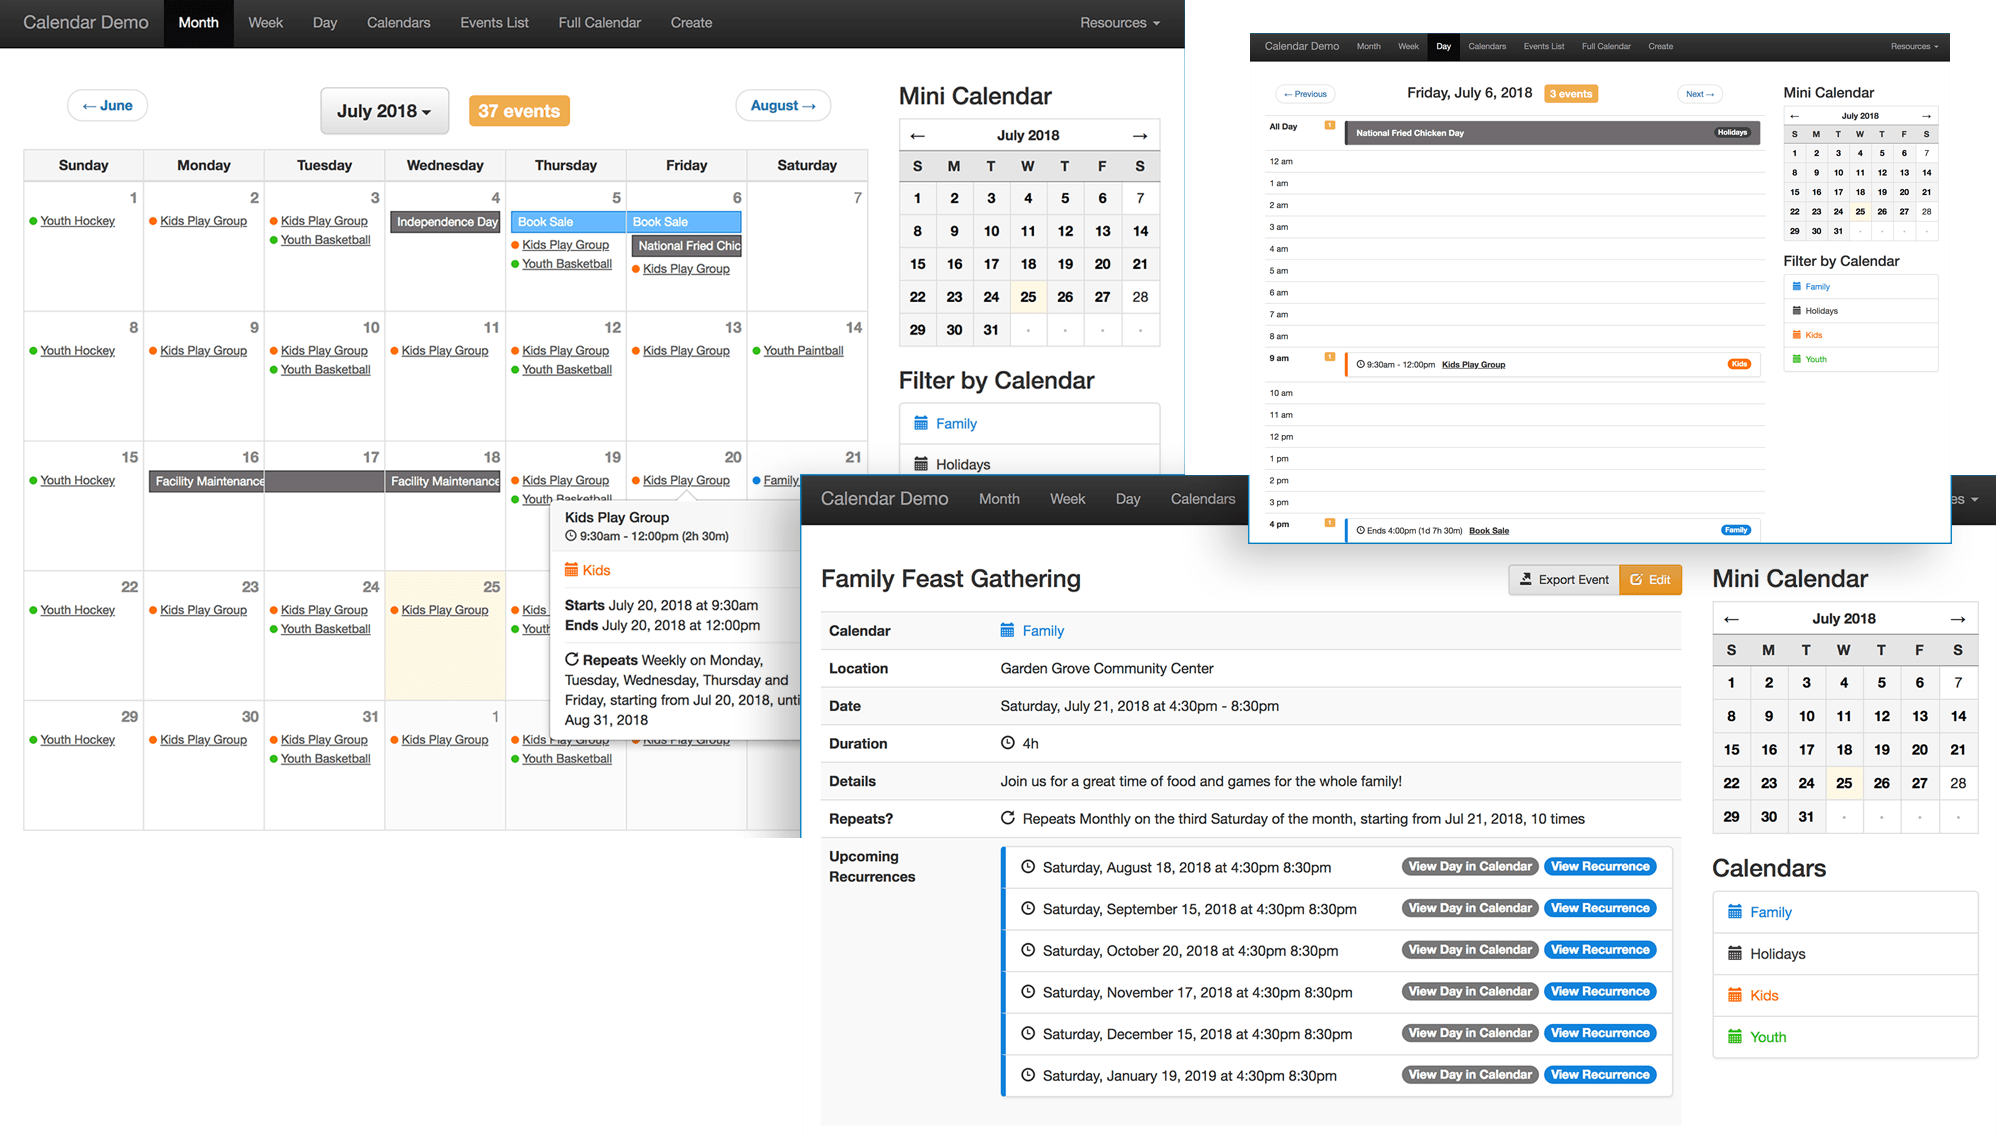 Calendar Demo Month Week Day Calendars Events List Full Calendar Create Resources
← June July 2018 37 events August →
Sunday Monday Tuesday Wednesday Thursday Friday Saturday
1 2 3 4 5 6 7
Youth Hockey Kids Play Group Kids Play Group Independence Day Book Sale Book Sale
Youth Basketball Kids Play Group National Fried Chic
Youth Basketball Kids Play Group
8 9 10 11 12 13 14
Youth Hockey Kids Play Group Kids Play Group Kids Play Group Kids Play Group Kids Play Group Youth Paintball
Youth Basketball Youth Basketball
15 16 17 18 19 20 21
Youth Hockey Facility Maintenance Facility Maintenance Kids Play Group Kids Play Group Family
Youth Basketball
22 23 24 25
Youth Hockey Kids Play Group Kids Play Group Kids Play Group Kids
Youth Basketball Youth
29 30 31 1
Youth Hockey Kids Play Group Kids Play Group Kids Play Group Kids Play Group Kids Play Group
Youth Basketball Youth Basketball
Kids Play Group
9:30am - 12:00pm (2h 30m)
Kids
Starts July 20, 2018 at 9:30am
Ends July 20, 2018 at 12:00pm
Repeats Weekly on Monday,
Tuesday, Wednesday, Thursday and
Friday, starting from Jul 20, 2018, unti
Aug 31, 2018
Mini Calendar
← July 2018 →
S M T W T F S
1 2 3 4 5 6 7
8 9 10 11 12 13 14
15 16 17 18 19 20 21
22 23 24 25 26 27 28
29 30 31
Filter by Calendar
Family
Holidays
Calendar Demo Month Week Day Calendars Events List Full Calendar Create Resources
← Previous Friday, July 6, 2018 3 events Next →
All Day 1 National Fried Chicken Day Holidays
12 am
1 am
2 am
3 am
4 am
5 am
6 am
7 am
8 am
9 am 1 9:30am - 12:00pm Kids Play Group Kids
10 am
11 am
12 pm
1 pm
2 pm
3 pm
4 pm 1 Ends 4:00pm (1d 7h 30m) Book Sale Family
Mini Calendar
← July 2018 →
S M T W T F S
1 2 3 4 5 6 7
8 9 10 11 12 13 14
15 16 17 18 19 20 21
22 23 24 25 26 27 28
29 30 31
Filter by Calendar
Family
Holidays
Kids
Youth
Calendar Demo Month Week Day Calendars es
Family Feast Gathering Export Event Edit
Calendar Family
Location Garden Grove Community Center
Date Saturday, July 21, 2018 at 4:30pm - 8:30pm
Duration 4h
Details Join us for a great time of food and games for the whole family!
Repeats? Repeats Monthly on the third Saturday of the month, starting from Jul 21, 2018, 10 times
Upcoming
Recurrences
Saturday, August 18, 2018 at 4:30pm 8:30pm View Day in Calendar View Recurrence
Saturday, September 15, 2018 at 4:30pm 8:30pm View Day in Calendar View Recurrence
Saturday, October 20, 2018 at 4:30pm 8:30pm View Day in Calendar View Recurrence
Saturday, November 17, 2018 at 4:30pm 8:30pm View Day in Calendar View Recurrence
Saturday, December 15, 2018 at 4:30pm 8:30pm View Day in Calendar View Recurrence
Saturday, January 19, 2019 at 4:30pm 8:30pm View Day in Calendar View Recurrence
Mini Calendar
← July 2018 →
S M T W T F S
1 2 3 4 5 6 7
8 9 10 11 12 13 14
15 16 17 18 19 20 21
22 23 24 25 26 27 28
29 30 31
Calendars
Family
Holidays
Kids
Youth